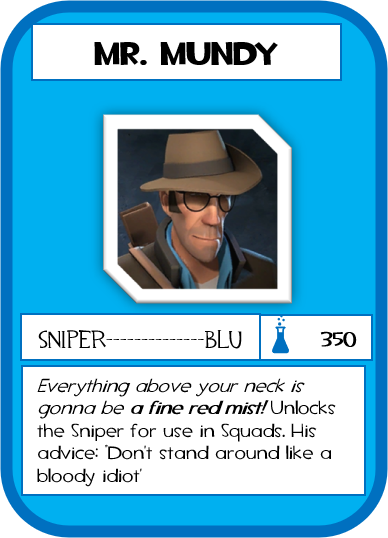 MR. MUNDY
SNIPER--------------BLU
350
Everything above your neck is
gonna be a fine red mist! Unlocks
the Sniper for use in Squads. His
advice: 'Don't stand around like a
bloody idiot'